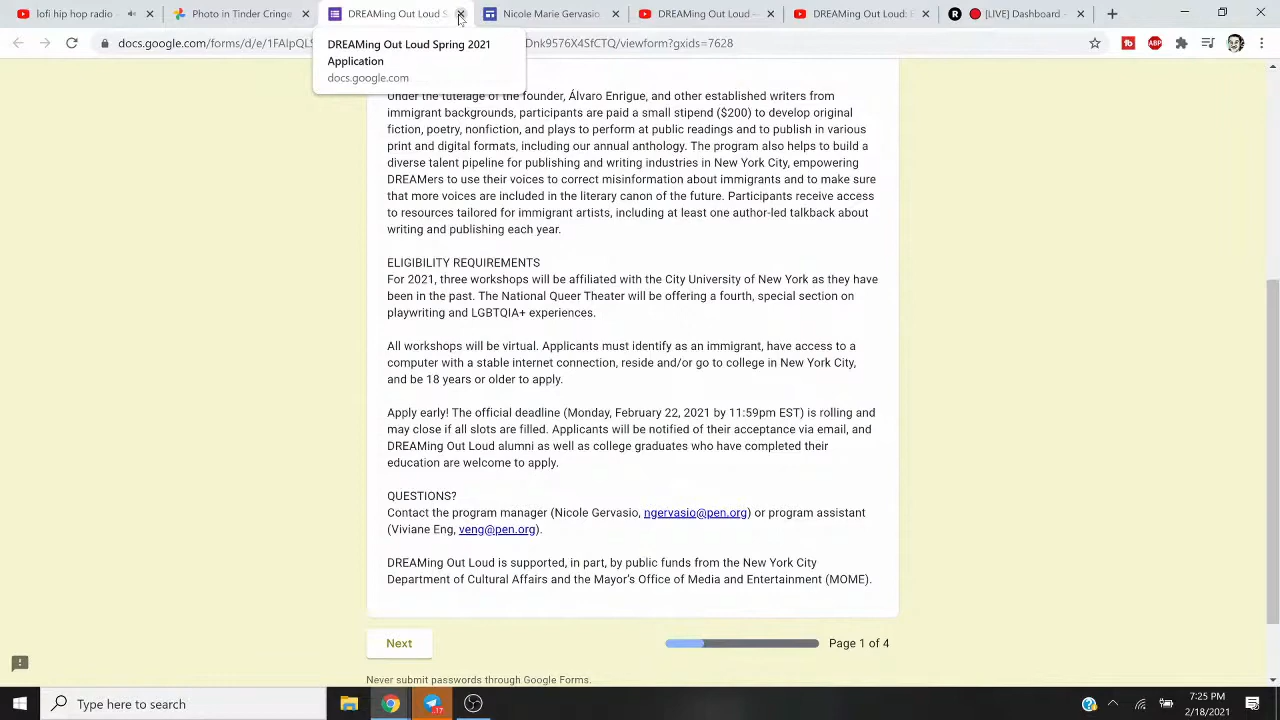 lofi hip hop radio
Photo - Tinder Cringe
DREAMing Out Loud S
Nicole Marie Gervasio
DREAMing Out Loud —
DREAMing Out Loud: E
[LIVE] Dashboard -
docs.google.com/forms/d/e/1FAIpQLS
Dnk9576X4SfCTQ/viewform?gxids=7628
DREAMing Out Loud Spring 2021
Application
docs.google.com
Under the tutelage of the founder, Álvaro Enrigue, and other established writers from
immigrant backgrounds, participants are paid a small stipend ($200) to develop original
fiction, poetry, nonfiction, and plays to perform at public readings and to publish in various
print and digital formats, including our annual anthology. The program also helps to build a
diverse talent pipeline for publishing and writing industries in New York City, empowering
DREAMers to use their voices to correct misinformation about immigrants and to make sure
that more voices are included in the literary canon of the future. Participants receive access
to resources tailored for immigrant artists, including at least one author-led talkback about
writing and publishing each year.
ELIGIBILITY REQUIREMENTS
For 2021, three workshops will be affiliated with the City University of New York as they have
been in the past. The National Queer Theater will be offering a fourth, special section on
playwriting and LGBTQIA+ experiences.
All workshops will be virtual. Applicants must identify as an immigrant, have access to a
computer with a stable internet connection, reside and/or go to college in New York City,
and be 18 years or older to apply.
Apply early! The official deadline (Monday, February 22, 2021 by 11:59pm EST) is rolling and
may close if all slots are filled. Applicants will be notified of their acceptance via email, and
DREAMing Out Loud alumni as well as college graduates who have completed their
education are welcome to apply.
QUESTIONS?
Contact the program manager (Nicole Gervasio, ngervasio@pen.org) or program assistant
(Viviane Eng, veng@pen.org).
DREAMing Out Loud is supported, in part, by public funds from the New York City
Department of Cultural Affairs and the Mayor's Office of Media and Entertainment (MOME).
Next
Page 1 of 4
Never submit passwords through Google Forms.
Type here to search
7:25 PM
2/18/2021